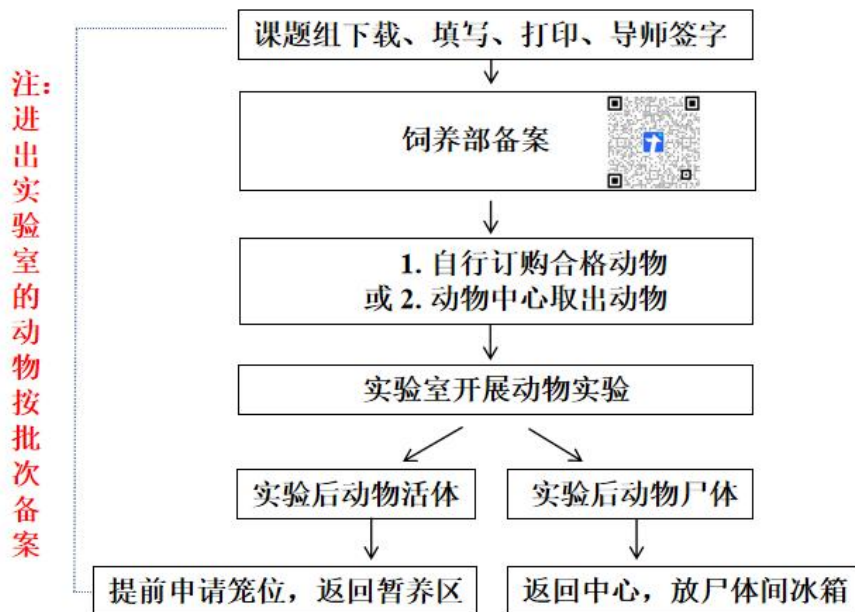 课题组下载、填写、打印、导师签字
饲养部备案
1. 自行订购合格动物
或 2. 动物中心取出动物
实验室开展动物实验
实验后动物活体
实验后动物尸体
提前申请笼位，返回暂养区
返回中心，放尸体间冰箱
注：进出实验室的动物按批次备案